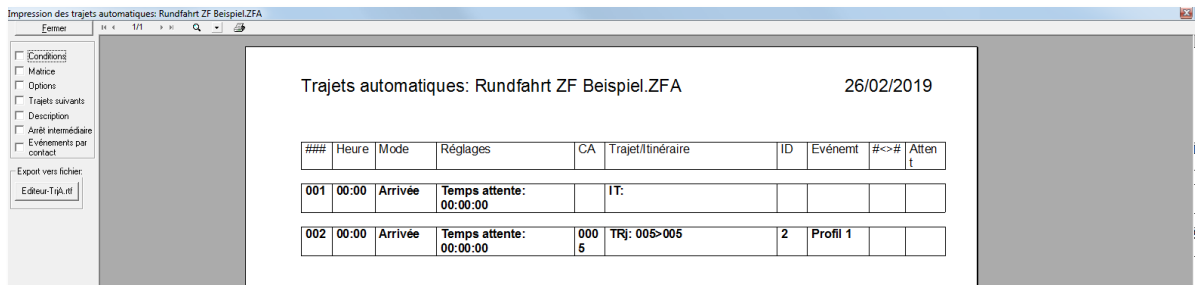 Impression des trajets automatiques: Rundfahrt ZF Beispiel.ZFA
Fermer
1/1
Conditions
Matrice
Options
Trajets suivants
Description
Arrêt intermédiaire
Evénements par
contact
Export vers fichier:
Editeur-TrjA.rtf
Trajets automatiques: Rundfahrt ZF Beispiel.ZFA 26/02/2019
### Heure Mode Réglages CA Trajet/Itinéraire ID Evénemt #<># Atten
t
001 00:00 Arrivée Temps attente: IT:
00:00:00
002 00:00 Arrivée Temps attente: 000 TRj: 005>005 2 Profil 1
00:00:00 5